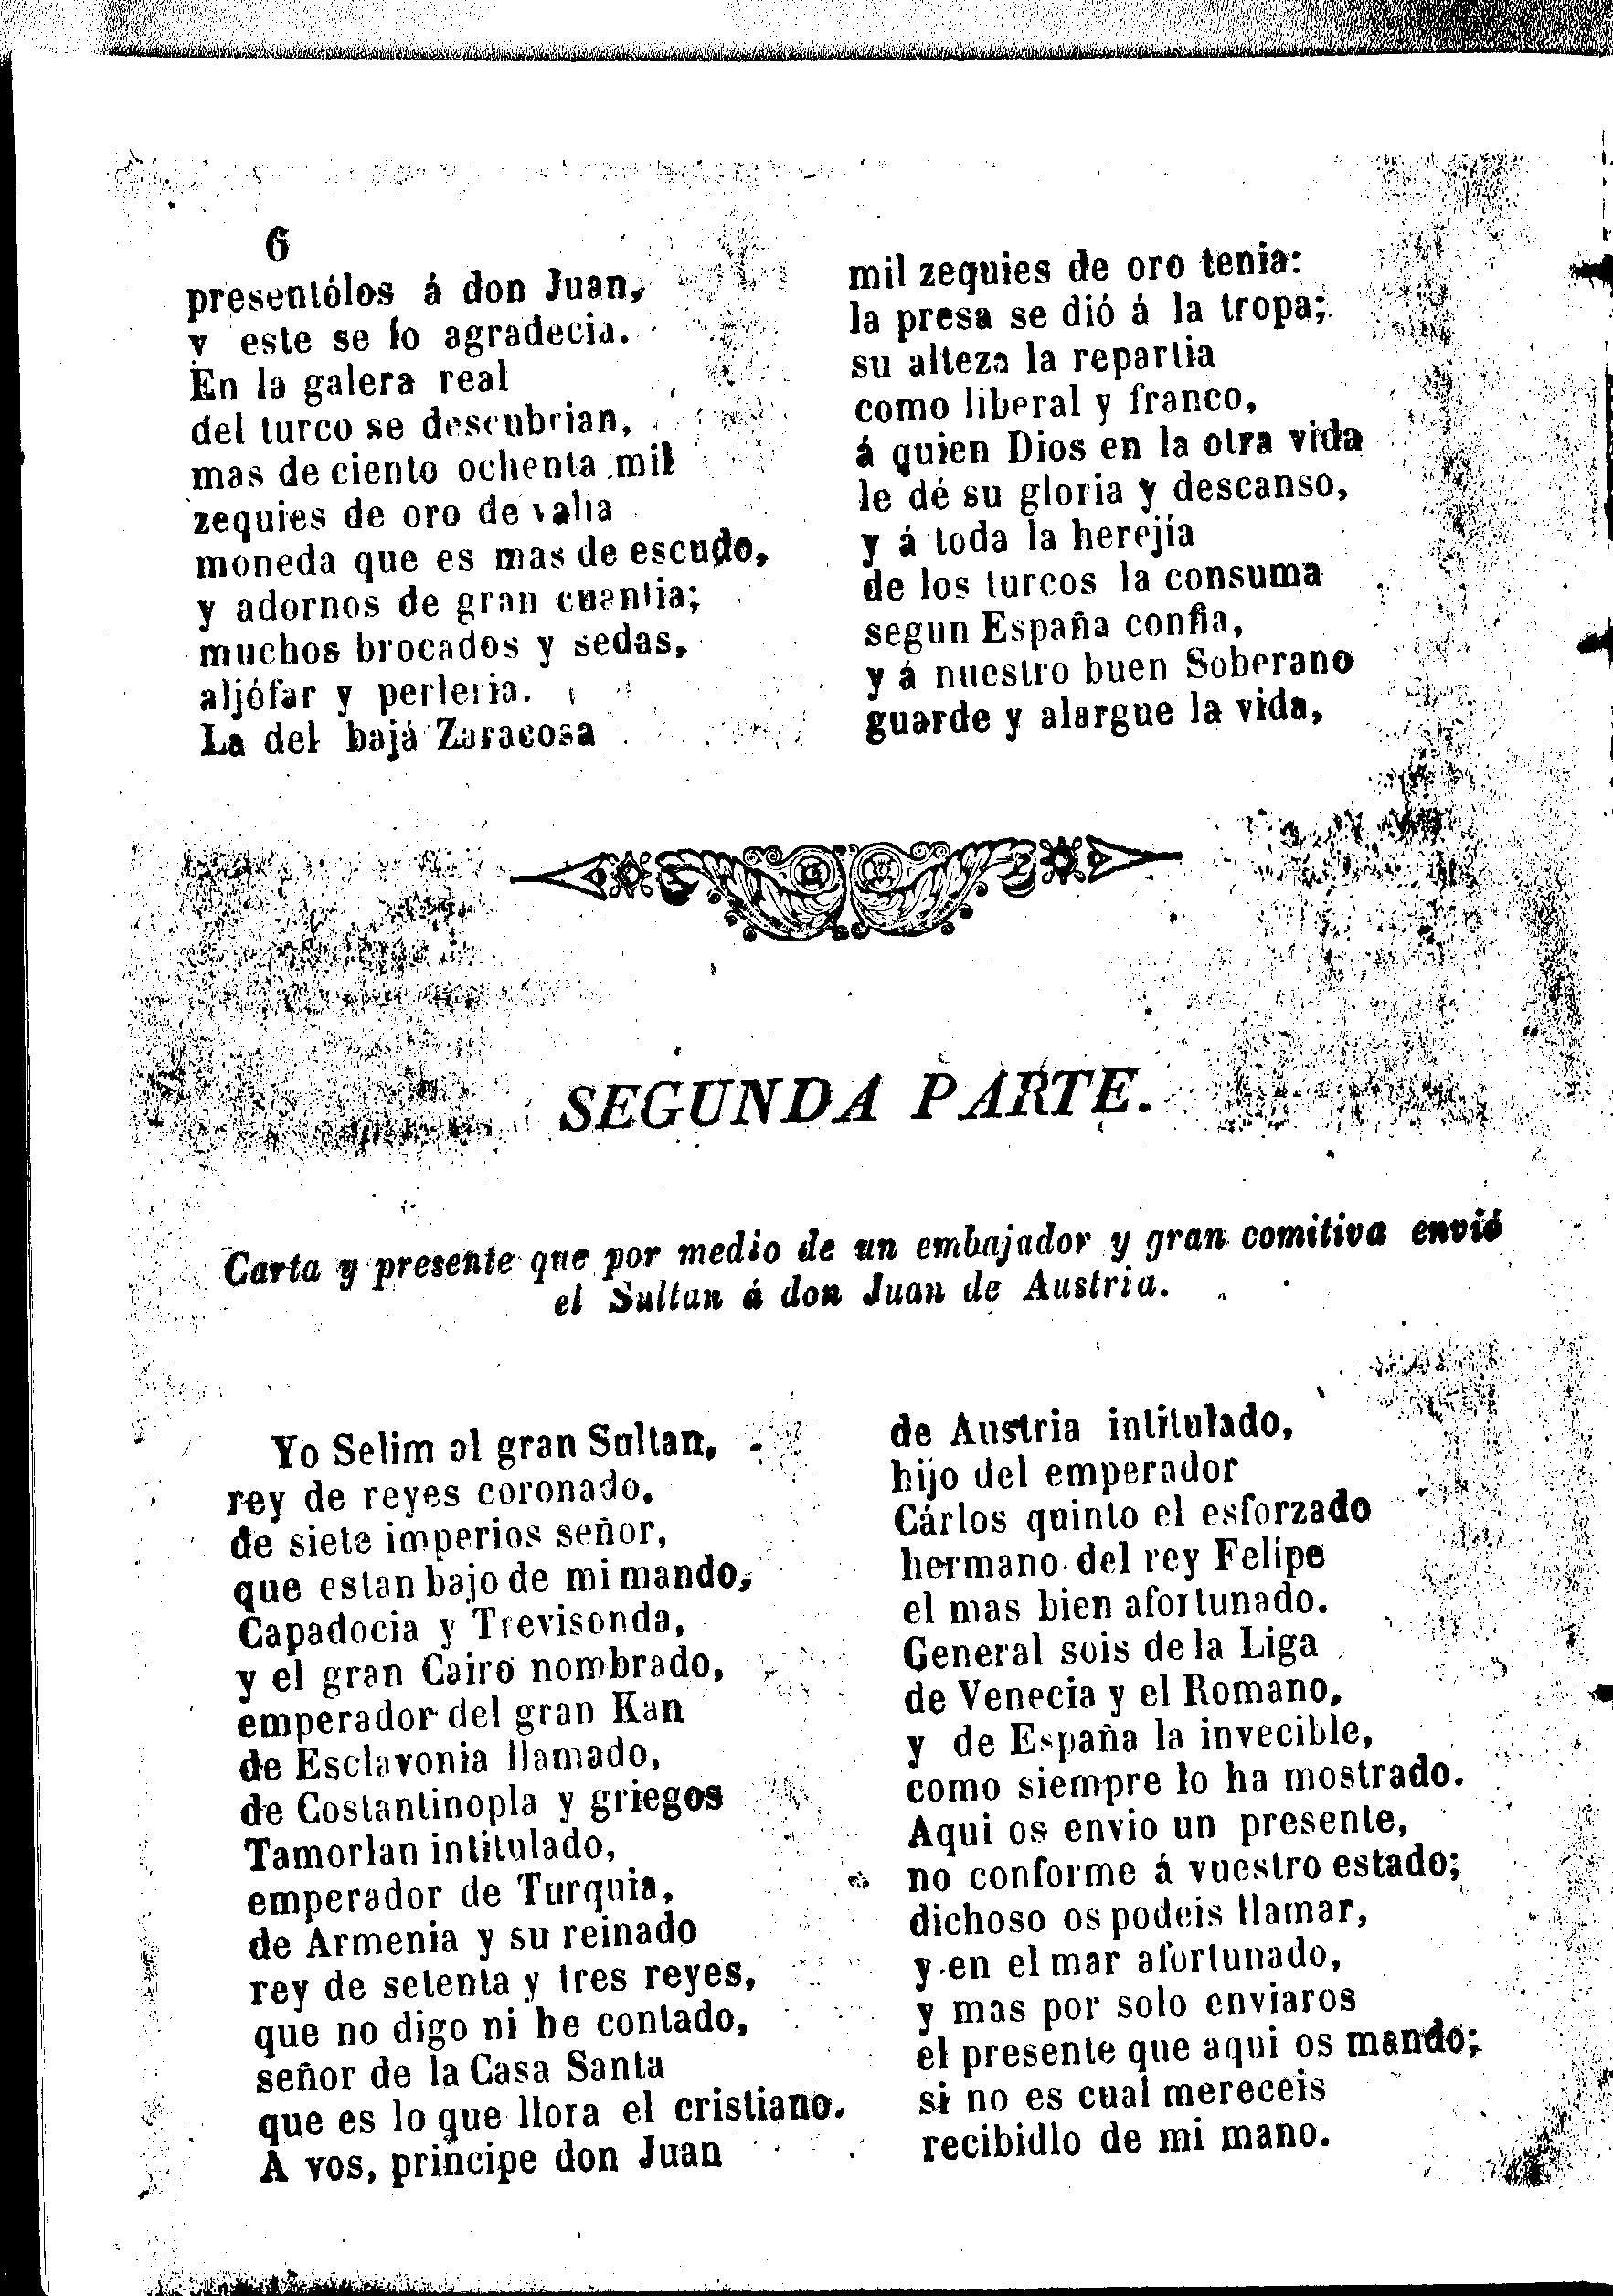 6
presentólos á don Juan,
y este se lo agradecia.
En la galera real
del turco se descubrian,
mas de ciento ochenta mil
zequies de oro de valia
moneda que es mas de escudo,
y adornos de gran cuantia;
muchos brocados y sedas,
aljófar y perleria.
La del bajá Zaracosa
mil zequies de oro tenia:
la presa se dió á la tropa;
su alteza la repartia
como liberal y franco,
á quien Dios en la otra vida
le dé su gloria y descanso,
y á toda la herejía
de los turcos la consuma
segun España confia,
y á nuestro buen Soberano
guarde y alargue la vida,
SEGUNDA PARTE.
Carta y presente que por medio de un embajador y gran comitiva envió
el Sultan á don Juan de Austria.
Yo Selim el gran Sultan,
rey de reyes coronado,
de siete imperios señor,
que estan bajo de mi mando,
Capadocia y Trevisonda,
y el gran Cairo nombrado,
emperador del gran Kan
de Esclavonia llamado,
de Costantinopla y griegos
Tamorlan intitulado,
emperador de Turquia,
de Armenia y su reinado
rey de setenta y tres reyes,
que no digo ni he contado,
señor de la Casa Santa
que es lo que llora el cristiano.
A vos, principe don Juan
de Austria intitulado,
hijo del emperador
Cárlos quinto el esforzado
hermano del rey Felipe
el mas bien afortunado.
General sois de la Liga
de Venecia y el Romano,
y de España la invecible,
como siempre lo ha mostrado.
Aqui os envio un presente,
no conforme á vuestro estado;
dichoso os podeis llamar,
y en el mar afortunado,
y mas por solo enviaros
el presente que aqui os mando;
si no es cual mereceis
recibidlo de mi mano.